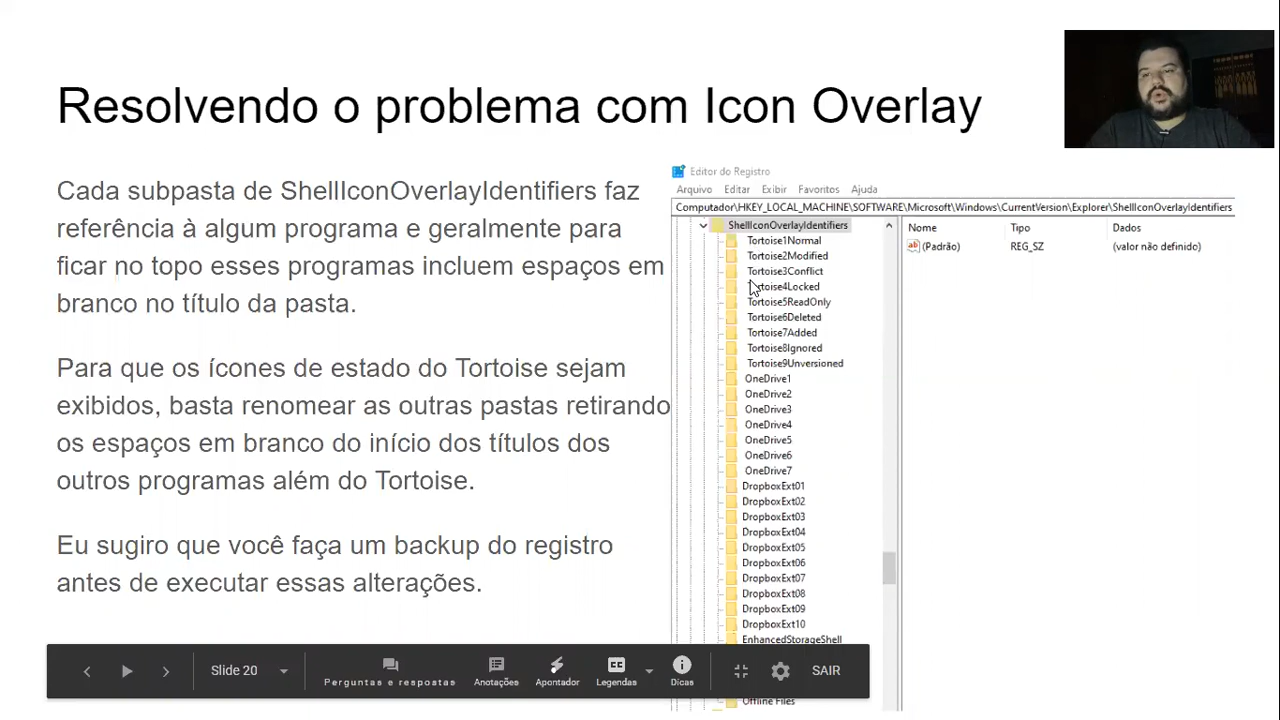 Resolvendo o problema com Icon Overlay
Cada subpasta de ShellIconOverlayIdentifiers faz
referência à algum programa e geralmente para
ficar no topo esses programas incluem espaços em
branco no título da pasta.
Para que os ícones de estado do Tortoise sejam
exibidos, basta renomear as outras pastas retirando
os espaços em branco do início dos títulos dos
outros programas além do Tortoise.
Eu sugiro que você faça um backup do registro
antes de executar essas alterações.
Editor do Registro
Arquivo Editar Exibir Favoritos Ajuda
Computador\HKEY_LOCAL_MACHINE\SOFTWARE\Microsoft\Windows\CurrentVersion\Explorer\ShellIconOverlayIdentifiers
ShellIconOverlayIdentifiers
Tortoise1Normal
Tortoise2Modified
Tortoise3Conflict
Tortoise4Locked
Tortoise5ReadOnly
Tortoise6Deleted
Tortoise7Added
Tortoise8Ignored
Tortoise9Unversioned
OneDrive1
OneDrive2
OneDrive3
OneDrive4
OneDrive5
OneDrive6
OneDrive7
DropboxExt01
DropboxExt02
DropboxExt03
DropboxExt04
DropboxExt05
DropboxExt06
DropboxExt07
DropboxExt08
DropboxExt09
DropboxExt10
EnhancedStorageShell
Offline Files
Nome Tipo Dados
(Padrão) REG_SZ (valor não definido)
Slide 20
Perguntas e respostas
Anotações
Apontador
Legendas
Dicas
SAIR